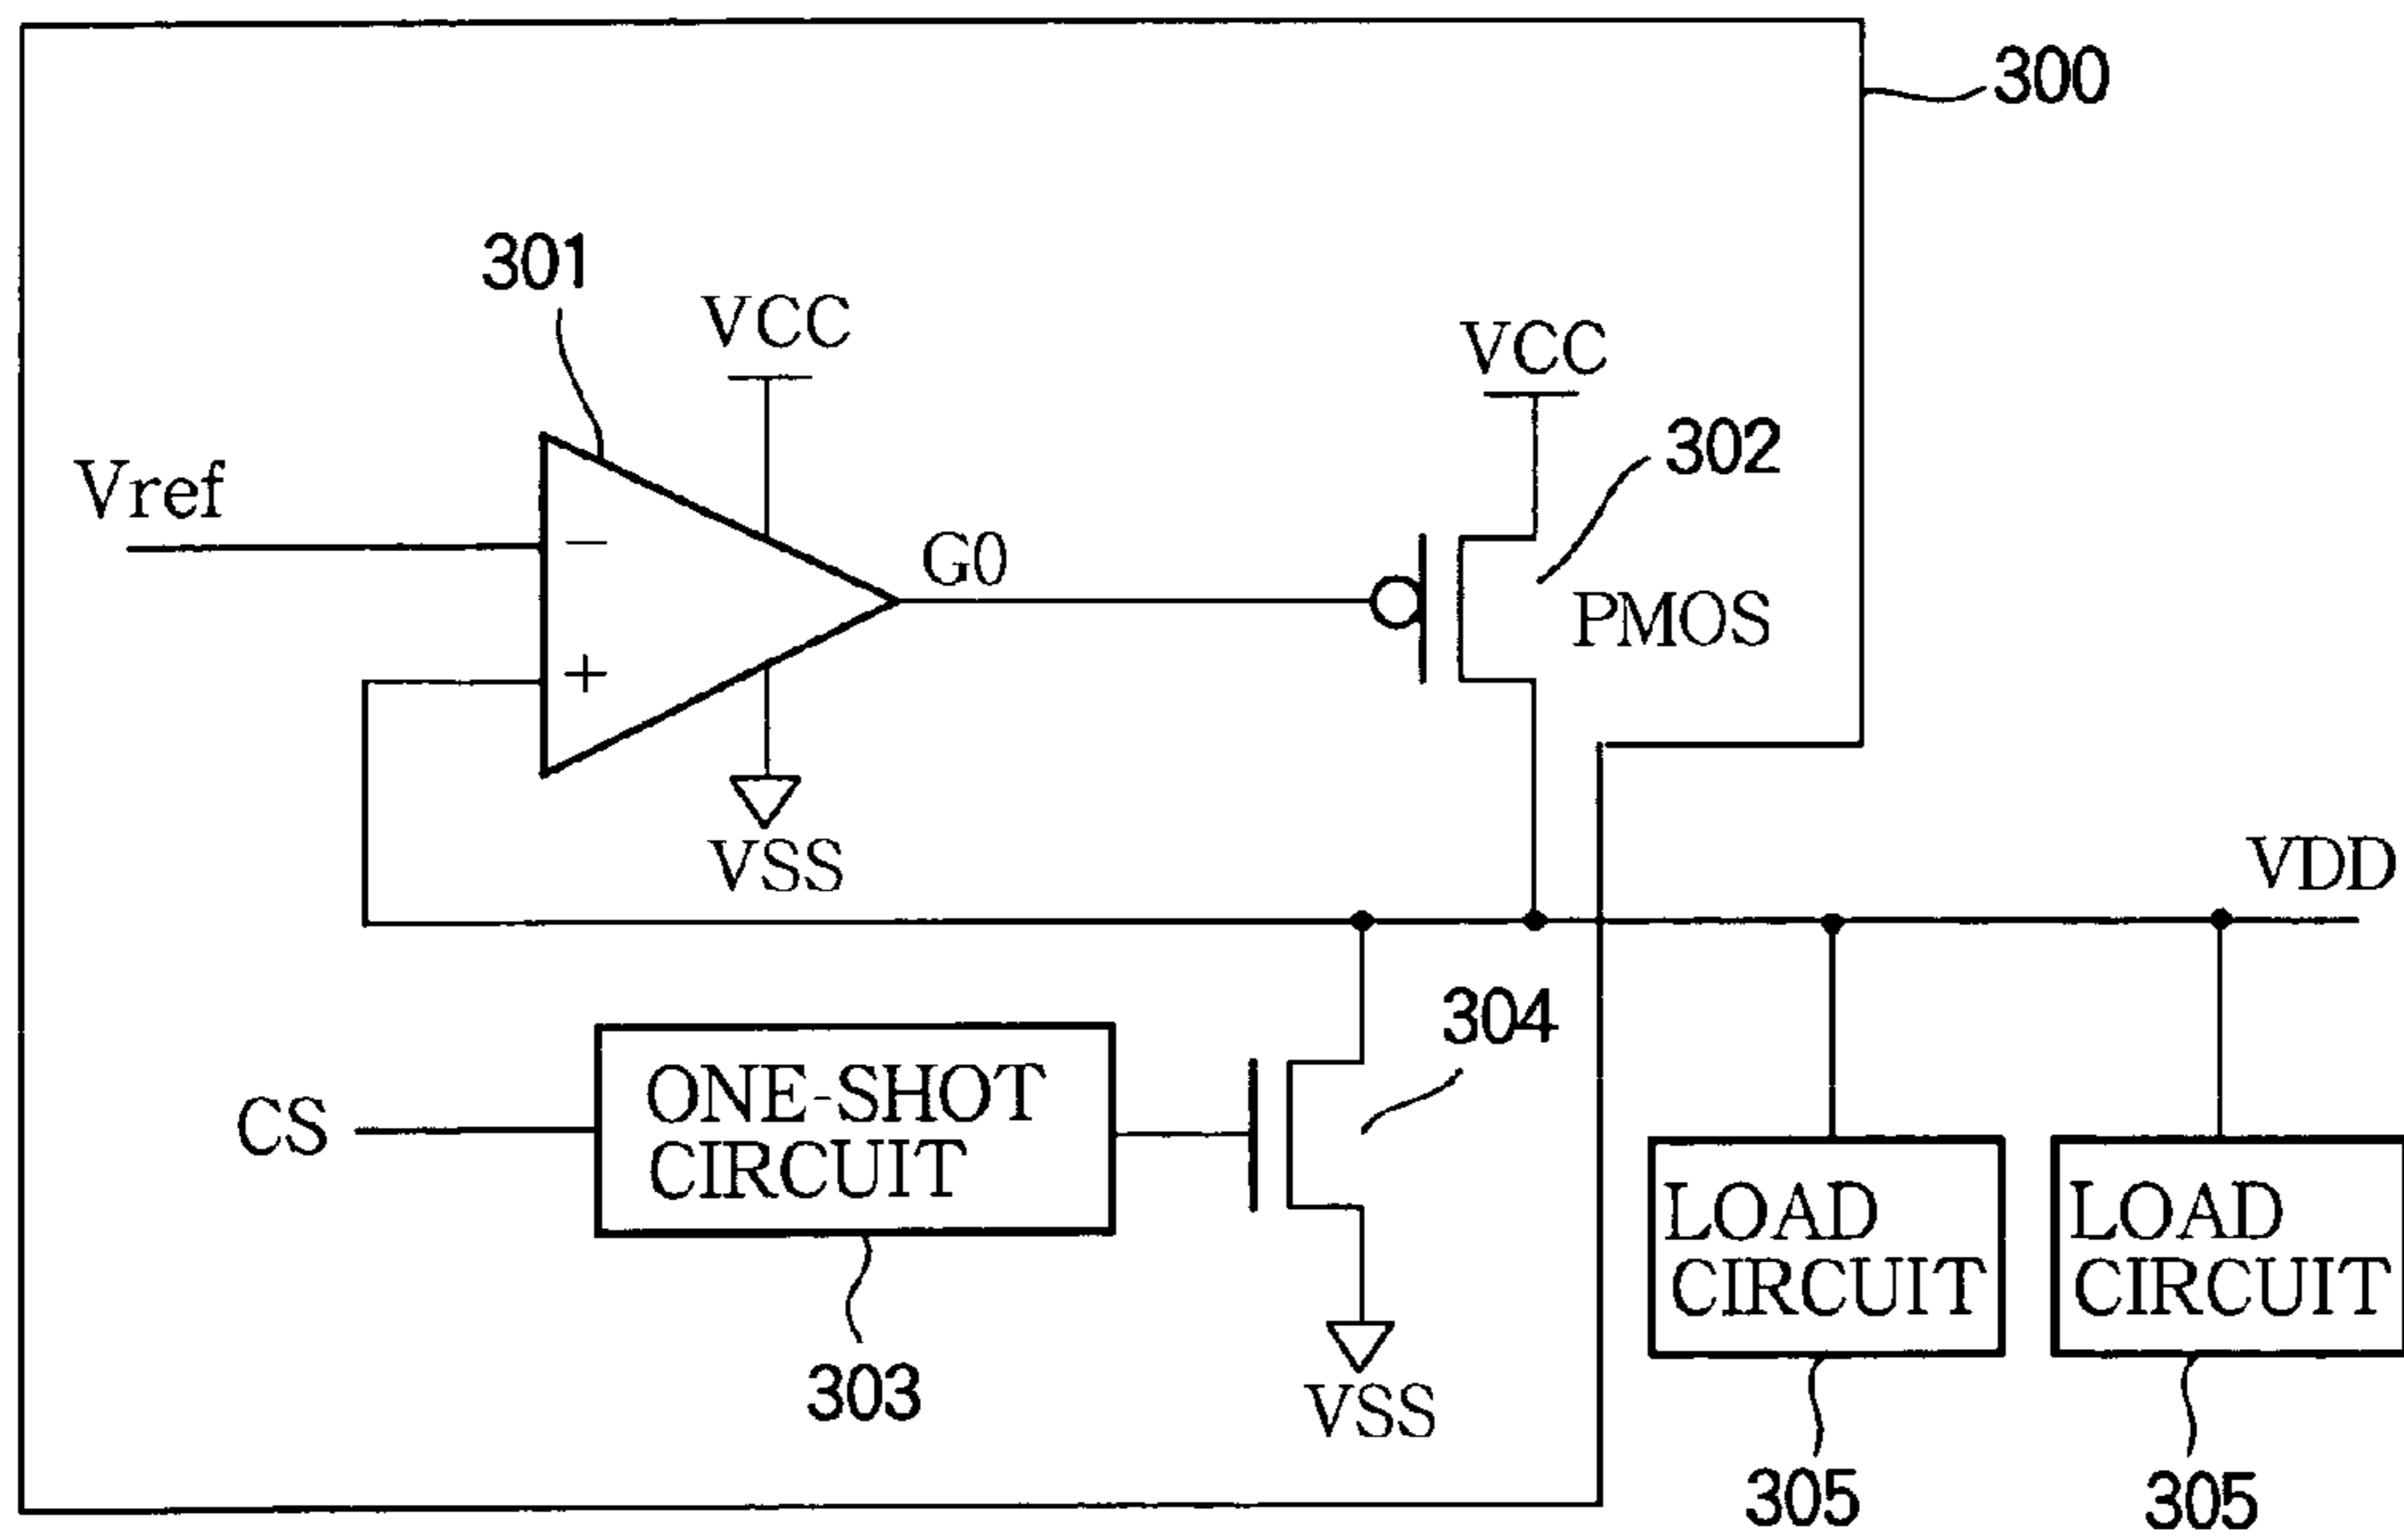 300
301
VCC
VCC
302
Vref
−
G0
PMOS
+
VSS
VDD
304
ONE-SHOT
CIRCUIT
CS
LOAD
CIRCUIT
LOAD
CIRCUIT
303
VSS
305
305